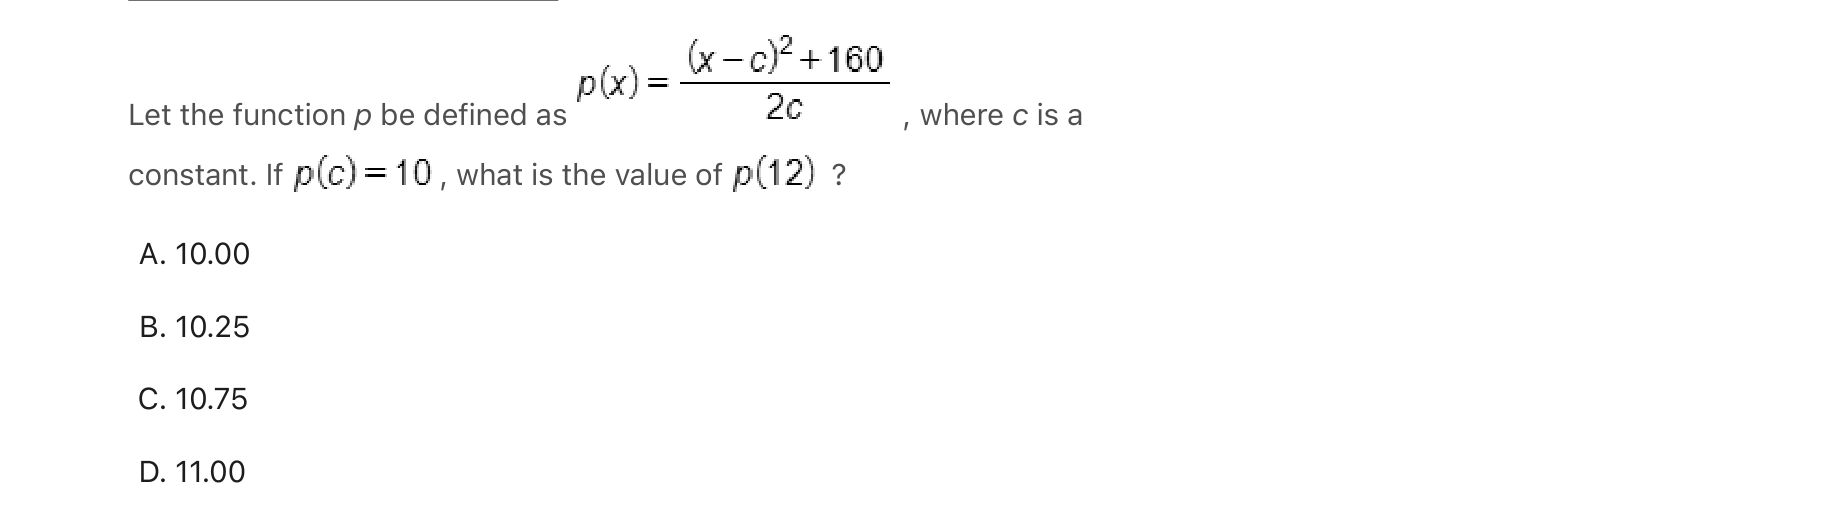 Let the function p be defined as p(x) = \frac{(x – c)² + 160}{2c} , where c is a
constant. If p(c) = 10 , what is the value of p(12) ?
A. 10.00
B. 10.25
C. 10.75
D. 11.00